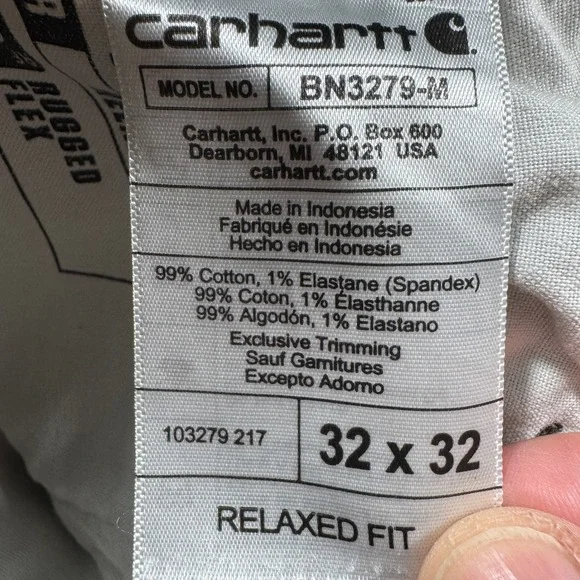 carhartt
MODEL NO. BN3279-M
Carhartt, Inc. P.O. Box 600
Dearborn, MI 48121 USA
carhartt.com
Made in Indonesia
Fabriqué en Indonésie
Hecho en Indonesia
99% Cotton, 1% Elastane (Spandex)
99% Coton, 1% Élasthanne
99% Algodón, 1% Elastano
Exclusive Trimming
Sauf Garnitures
Excepto Adorno
103279 217 32 x 32
RELAXED FIT
RUGGED
FLEX